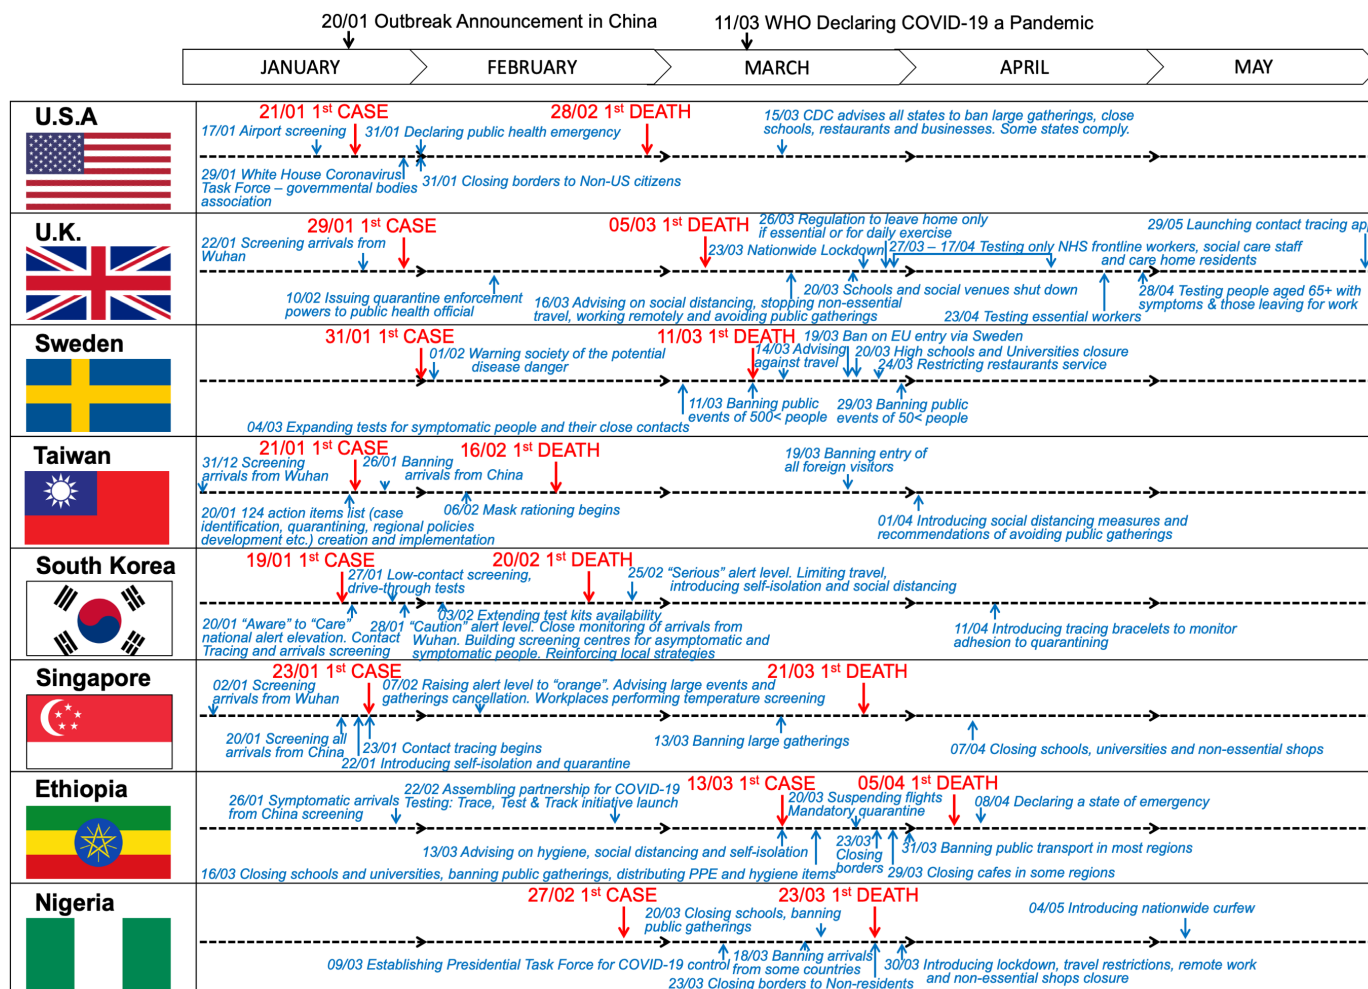 20/01 Outbreak Announcement in China
11/03 WHO Declaring COVID-19 a Pandemic
JANUARY
FEBRUARY
MARCH
APRIL
MAY
U.S.A
21/01 1st CASE
28/02 1st DEATH
15/03 CDC advises all states to ban large gatherings, close
schools, restaurants and businesses. Some states comply.
17/01 Airport screening
31/01 Declaring public health emergency
29/01 White House Coronavirus
Task Force – governmental bodies
association
31/01 Closing borders to Non-US citizens
U.K.
29/01 1st CASE
05/03 1st DEATH
26/03 Regulation to leave home only
if essential or for daily exercise
29/05 Launching contact tracing ap
22/01 Screening arrivals from
Wuhan
23/03 Nationwide Lockdown
27/03 – 17/04 Testing only NHS frontline workers, social care staff
and care home residents
10/02 Issuing quarantine enforcement
powers to public health official
16/03 Advising on social distancing, stopping non-essential
travel, working remotely and avoiding public gatherings
20/03 Schools and social venues shut down
23/04 Testing essential workers
28/04 Testing people aged 65+ with
symptoms & those leaving for work
Sweden
31/01 1st CASE
11/03 1st DEATH
19/03 Ban on EU entry via Sweden
01/02 Warning society of the potential
disease danger
14/03 Advising
against travel
20/03 High schools and Universities closure
24/03 Restricting restaurants service
11/03 Banning public
events of 500< people
29/03 Banning public
events of 50< people
04/03 Expanding tests for symptomatic people and their close contacts
Taiwan
21/01 1st CASE
16/02 1st DEATH
19/03 Banning entry of
all foreign visitors
31/12 Screening
arrivals from Wuhan
26/01 Banning
arrivals from China
20/01 124 action items list (case
identification, quarantining, regional policies
development etc.) creation and implementation
06/02 Mask rationing begins
01/04 Introducing social distancing measures and
recommendations of avoiding public gatherings
South Korea
19/01 1st CASE
20/02 1st DEATH
27/01 Low-contact screening,
drive-through tests
25/02 “Serious” alert level. Limiting travel,
introducing self-isolation and social distancing
20/01 “Aware” to “Care”
national alert elevation. Contact
Tracing and arrivals screening
03/02 Extending test kits availability
28/01 “Caution” alert level. Close monitoring of arrivals from
Wuhan. Building screening centres for asymptomatic and
symptomatic people. Reinforcing local strategies
11/04 Introducing tracing bracelets to monitor
adhesion to quarantining
Singapore
23/01 1st CASE
21/03 1st DEATH
02/01 Screening
arrivals from Wuhan
07/02 Raising alert level to “orange”. Advising large events and
gatherings cancellation. Workplaces performing temperature screening
20/01 Screening all
arrivals from China
23/01 Contact tracing begins
22/01 Introducing self-isolation and quarantine
13/03 Banning large gatherings
07/04 Closing schools, universities and non-essential shops
Ethiopia
13/03 1st CASE
05/04 1st DEATH
26/01 Symptomatic arrivals
from China screening
22/02 Assembling partnership for COVID-19
Testing: Trace, Test & Track initiative launch
20/03 Suspending flights
Mandatory quarantine
08/04 Declaring a state of emergency
13/03 Advising on hygiene, social distancing and self-isolation
23/03
Closing
borders
31/03 Banning public transport in most regions
16/03 Closing schools and universities, banning public gatherings, distributing PPE and hygiene items
29/03 Closing cafes in some regions
Nigeria
27/02 1st CASE
23/03 1st DEATH
20/03 Closing schools, banning
public gatherings
04/05 Introducing nationwide curfew
09/03 Establishing Presidential Task Force for COVID-19 control
18/03 Banning arrivals
from some countries
30/03 Introducing lockdown, travel restrictions, remote work
and non-essential shops closure
23/03 Closing borders to Non-residents